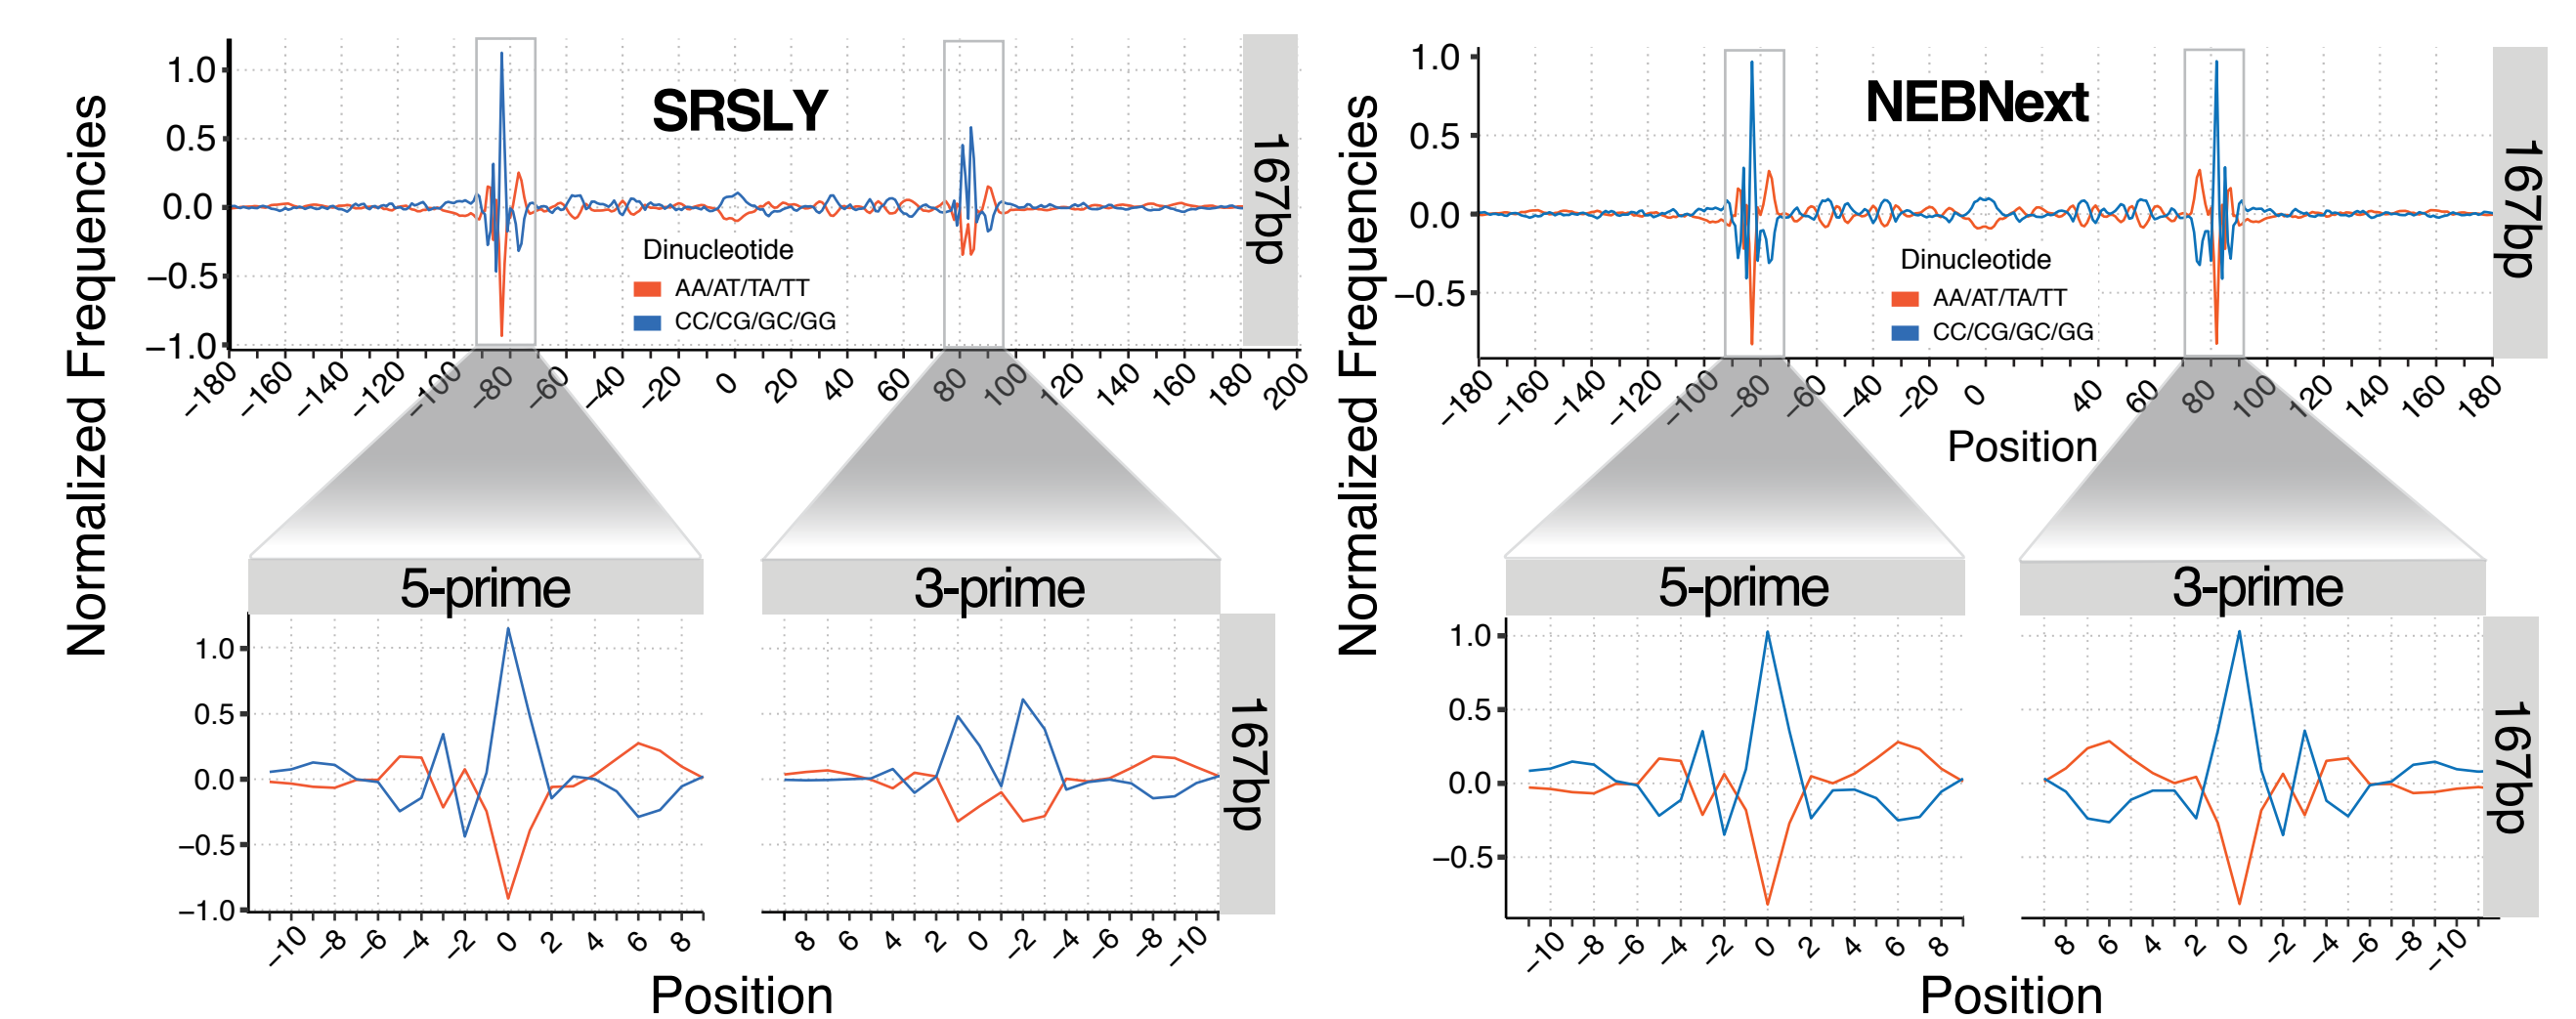 Normalized Frequencies
1.0
0.5
0.0
−0.5
−1.0
SRSLY
Dinucleotide
AA/AT/TA/TT
CC/CG/GC/GG
167bp
−180 −160 −140 −120 −100 −80 −60 −40 −20 0 20 40 60 80 100 120 140 160 180 200
5-prime
3-prime
1.0
0.5
0.0
−0.5
−1.0
167bp
−10 −8 −6 −4 −2 0 2 4 6 8
8 6 4 2 0 −2 −4 −6 −8 −10
Position
Normalized Frequencies
1.0
0.5
0.0
−0.5
NEBNext
Dinucleotide
AA/AT/TA/TT
CC/CG/GC/GG
167bp
−180 −160 −140 −120 −100 −80 −60 −40 −20 0 40 60 80 100 120 140 160 180
Position
5-prime
3-prime
1.0
0.5
0.0
−0.5
167bp
−10 −8 −6 −4 −2 0 2 4 6 8
8 6 4 2 0 −2 −4 −6 −8 −10
Position